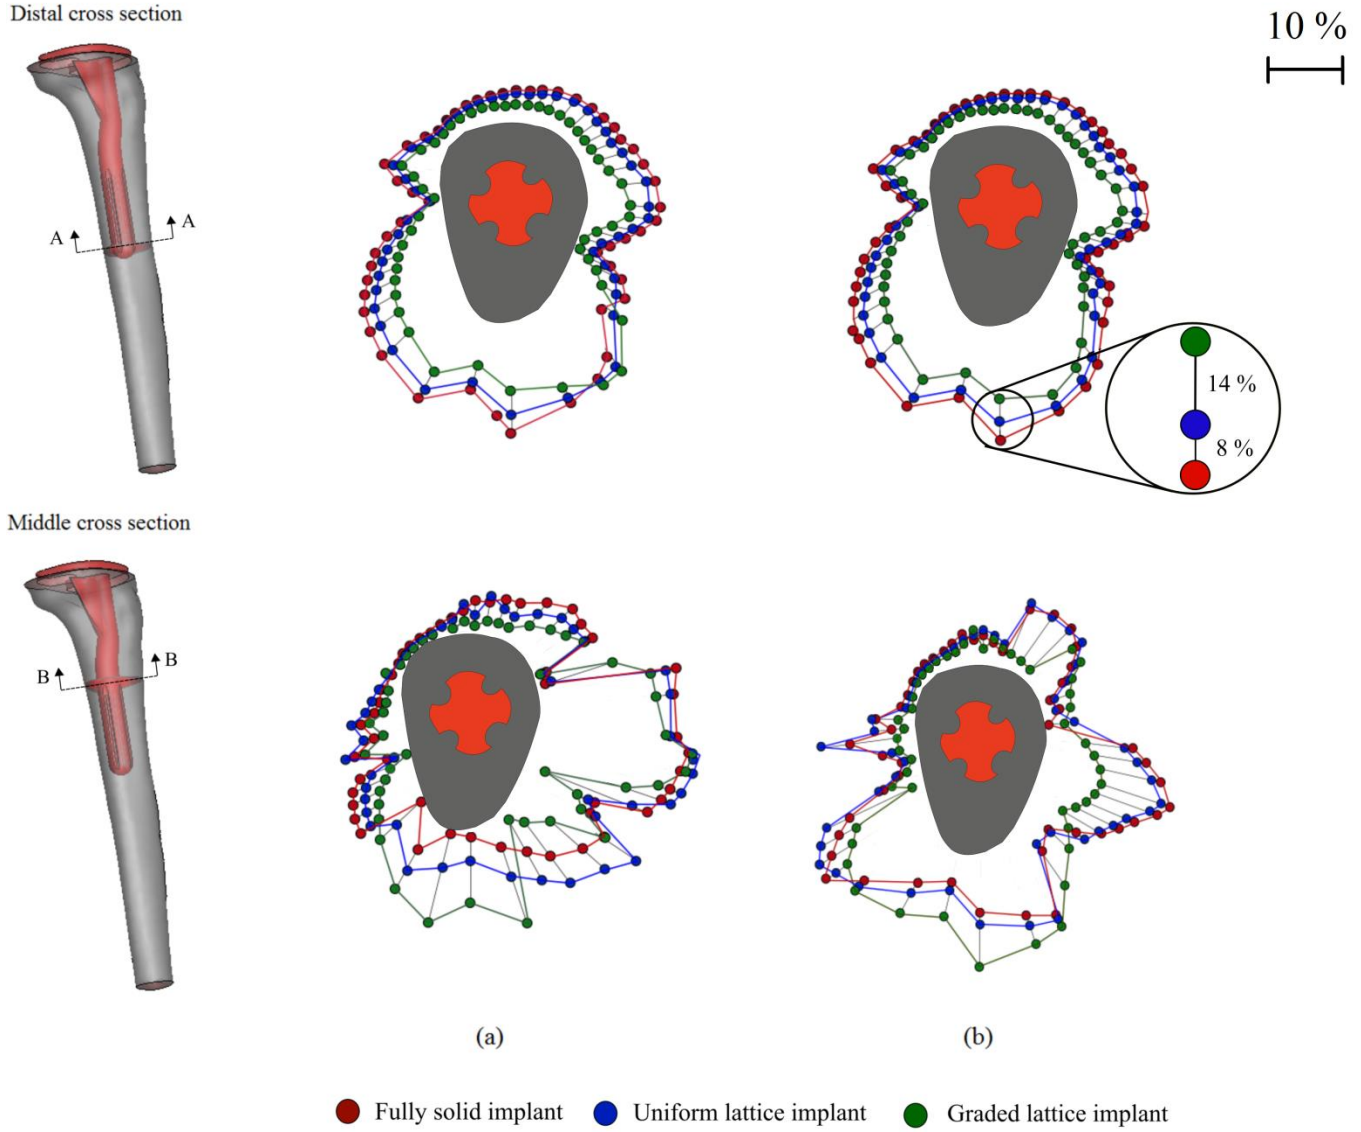 Distal cross section
10 %
A
A
14 %
8 %
Middle cross section
B
B
(a)
(b)
Fully solid implant
Uniform lattice implant
Graded lattice implant